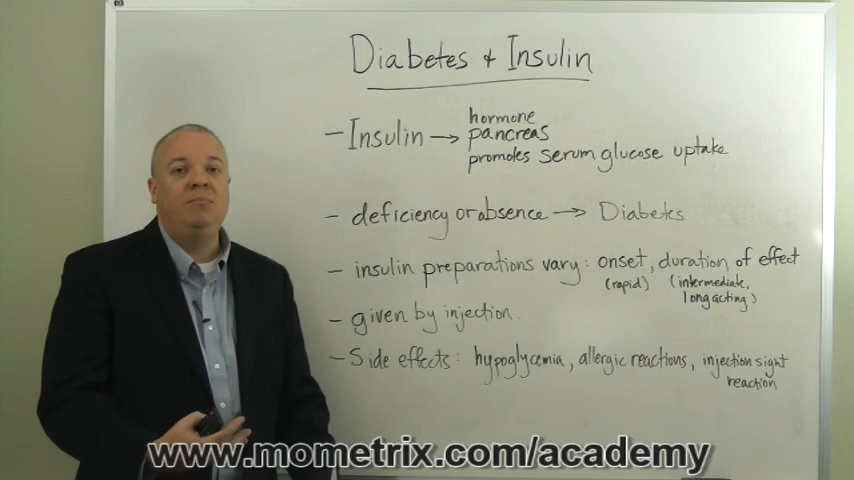 Diabetes + Insulin
- Insulin → hormone
pancreas
promotes serum glucose uptake
- deficiency or absence → Diabetes
- insulin preparations vary: onset, duration of effect
(rapid) (intermediate,
long acting)
- given by injection.
- Side effects: hypoglycemia, allergic reactions, injection sight
reaction
www.mometrix.com/academy